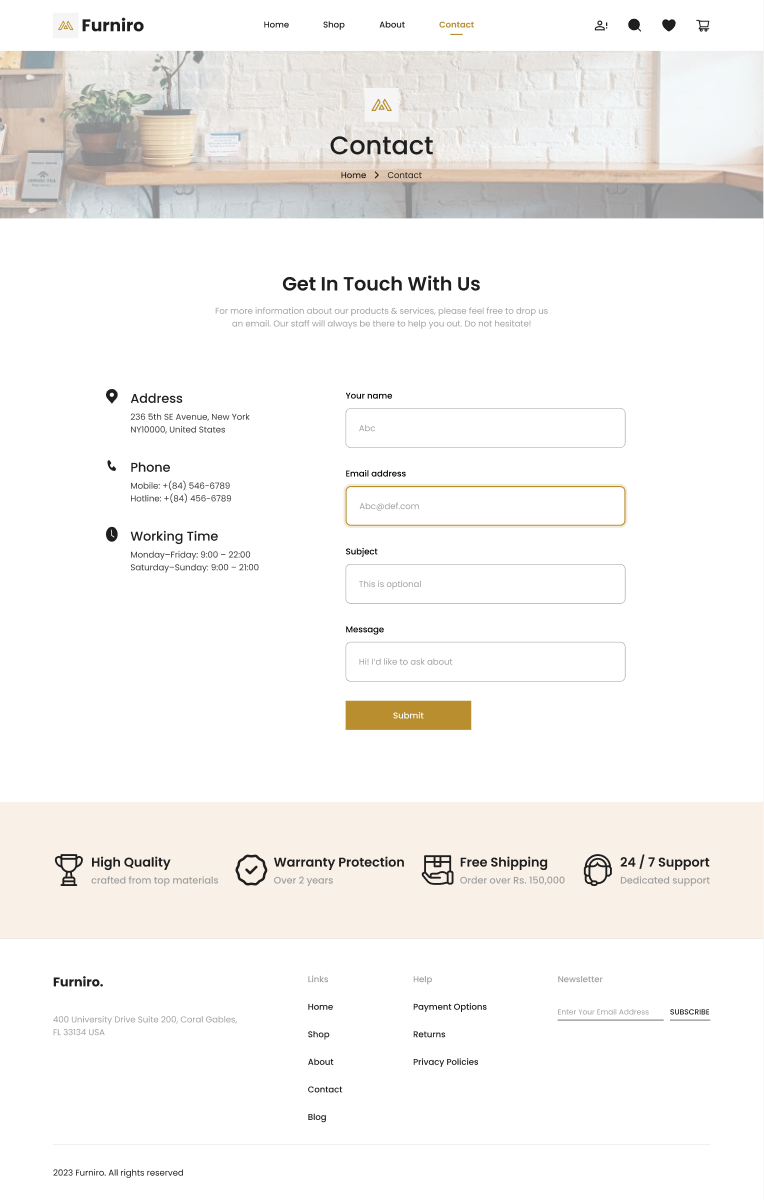 Furniro
Home
Shop
About
Contact
Contact
Home > Contact
Get In Touch With Us
For more information about our products & services, please feel free to drop us
an email. Our staff will always be there to help you out. Do not hesitate!
Address
236 5th SE Avenue, New York
NY10000, United States
Phone
Mobile: +(84) 546-6789
Hotline: +(84) 456-6789
Working Time
Monday–Friday: 9:00 – 22:00
Saturday–Sunday: 9:00 – 21:00
Your name
Abc
Email address
Abc@def.com
Subject
This is optional
Message
Hi! I'd like to ask about
Submit
High Quality
crafted from top materials
Warranty Protection
Over 2 years
Free Shipping
Order over Rs. 150,000
24 / 7 Support
Dedicated support
Furniro.
400 University Drive Suite 200, Coral Gables,
FL 33134 USA
Links
Home
Shop
About
Contact
Blog
Help
Payment Options
Returns
Privacy Policies
Newsletter
Enter Your Email Address
SUBSCRIBE
2023 Furniro. All rights reserved